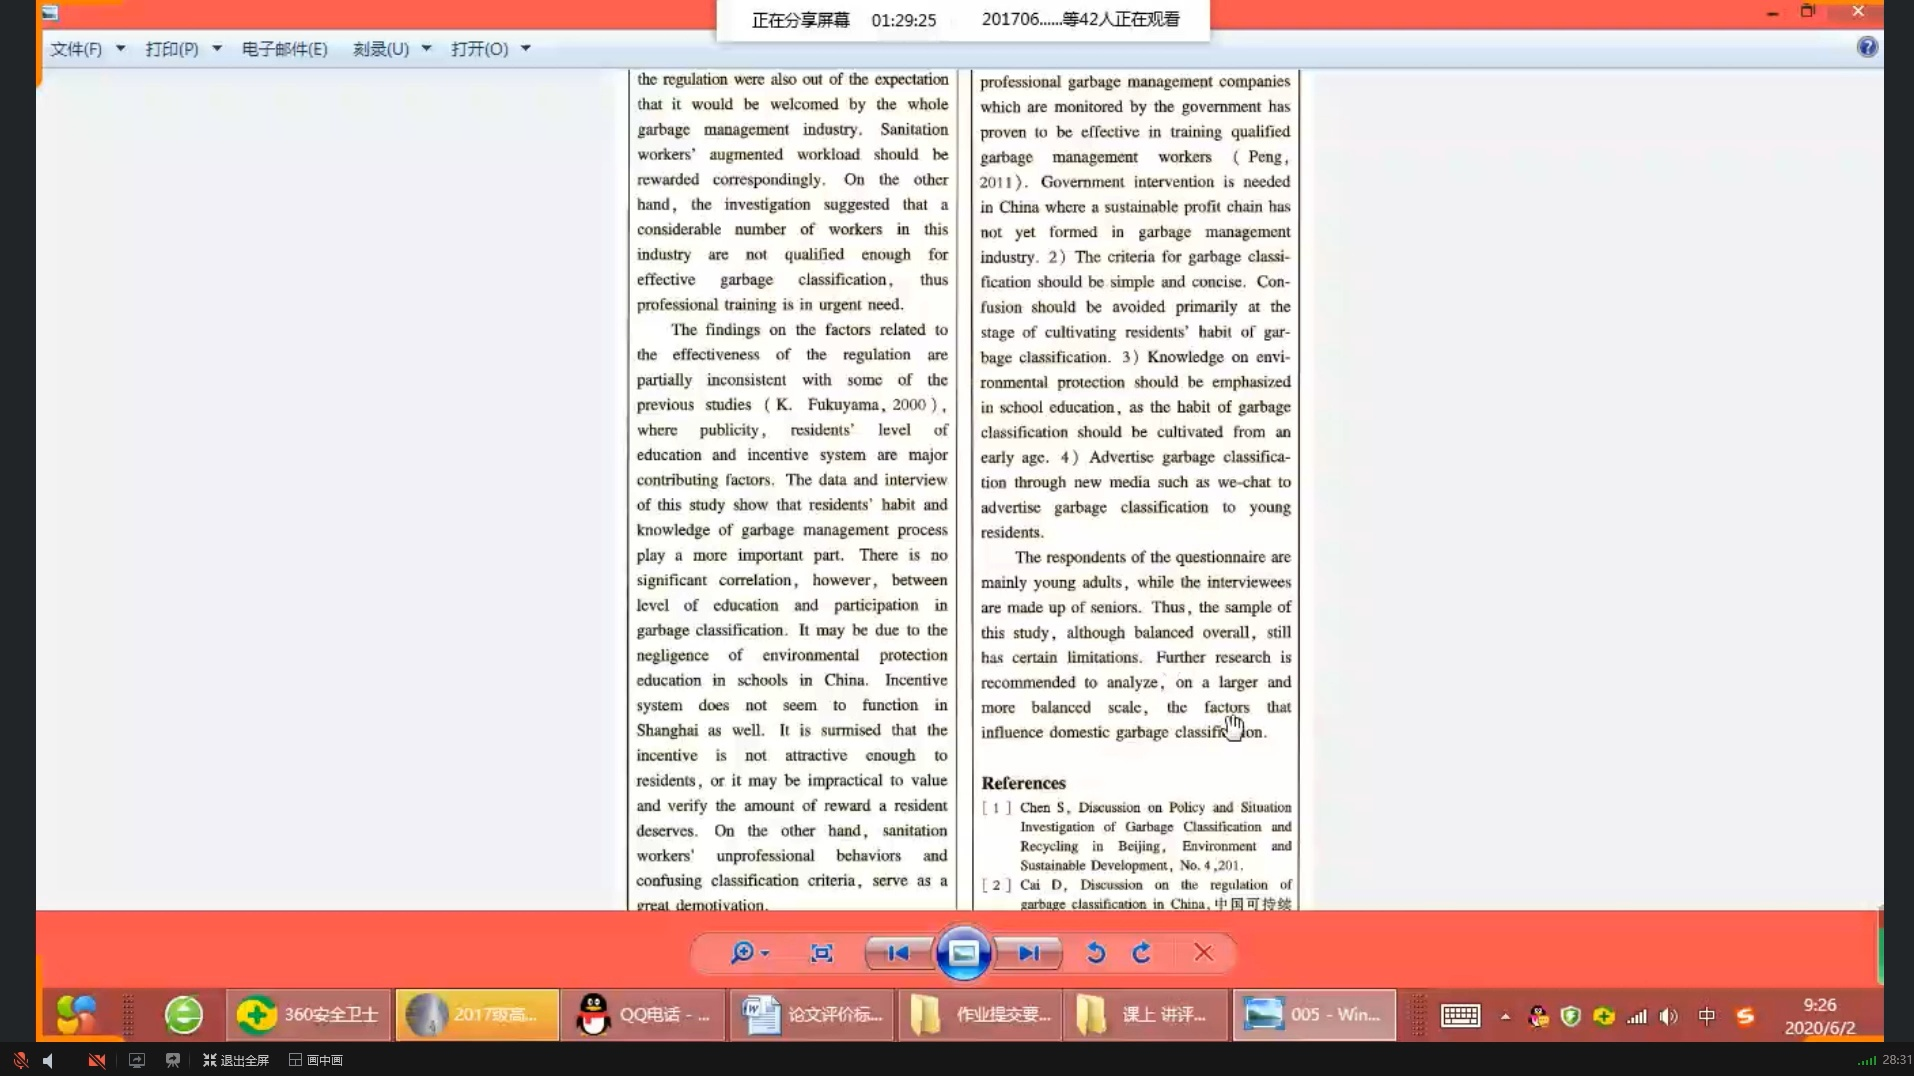 正在分享屏幕 01:29:25 201706......等42人正在观看
文件(F) 打印(P) 电子邮件(E) 刻录(U) 打开(O)
the regulation were also out of the expectation
that it would be welcomed by the whole
garbage management industry. Sanitation
workers' augmented workload should be
rewarded correspondingly. On the other
hand, the investigation suggested that a
considerable number of workers in this
industry are not qualified enough for
effective garbage classification, thus
professional training is in urgent need.
The findings on the factors related to
the effectiveness of the regulation are
partially inconsistent with some of the
previous studies (K. Fukuyama, 2000),
where publicity, residents' level of
education and incentive system are major
contributing factors. The data and interview
of this study show that residents' habit and
knowledge of garbage management process
play a more important part. There is no
significant correlation, however, between
level of education and participation in
garbage classification. It may be due to the
negligence of environmental protection
education in schools in China. Incentive
system does not seem to function in
Shanghai as well. It is surmised that the
incentive is not attractive enough to
residents, or it may be impractical to value
and verify the amount of reward a resident
deserves. On the other hand, sanitation
workers' unprofessional behaviors and
confusing classification criteria, serve as a
great demotivation.
professional garbage management companies
which are monitored by the government has
proven to be effective in training qualified
garbage management workers (Peng,
2011). Government intervention is needed
in China where a sustainable profit chain has
not yet formed in garbage management
industry. 2) The criteria for garbage classi-
fication should be simple and concise. Con-
fusion should be avoided primarily at the
stage of cultivating residents' habit of gar-
bage classification. 3) Knowledge on envi-
ronmental protection should be emphasized
in school education, as the habit of garbage
classification should be cultivated from an
early age. 4) Advertise garbage classifica-
tion through new media such as we-chat to
advertise garbage classification to young
residents.
The respondents of the questionnaire are
mainly young adults, while the interviewees
are made up of seniors. Thus, the sample of
this study, although balanced overall, still
has certain limitations. Further research is
recommended to analyze, on a larger and
more balanced scale, the factors that
influence domestic garbage classification.
References
[1] Chen S, Discussion on Policy and Situation
Investigation of Garbage Classification and
Recycling in Beijing, Environment and
Sustainable Development, No. 4,201.
[2] Cai D, Discussion on the regulation of
garbage classification in China, 中国可持续
360安全卫士 2017级高... QQ电话 - ... 论文评价标... 作业提交要... 课上 讲评... 005 - Win... 中 9:26
2020/6/2
退出全屏 画中画 28:31